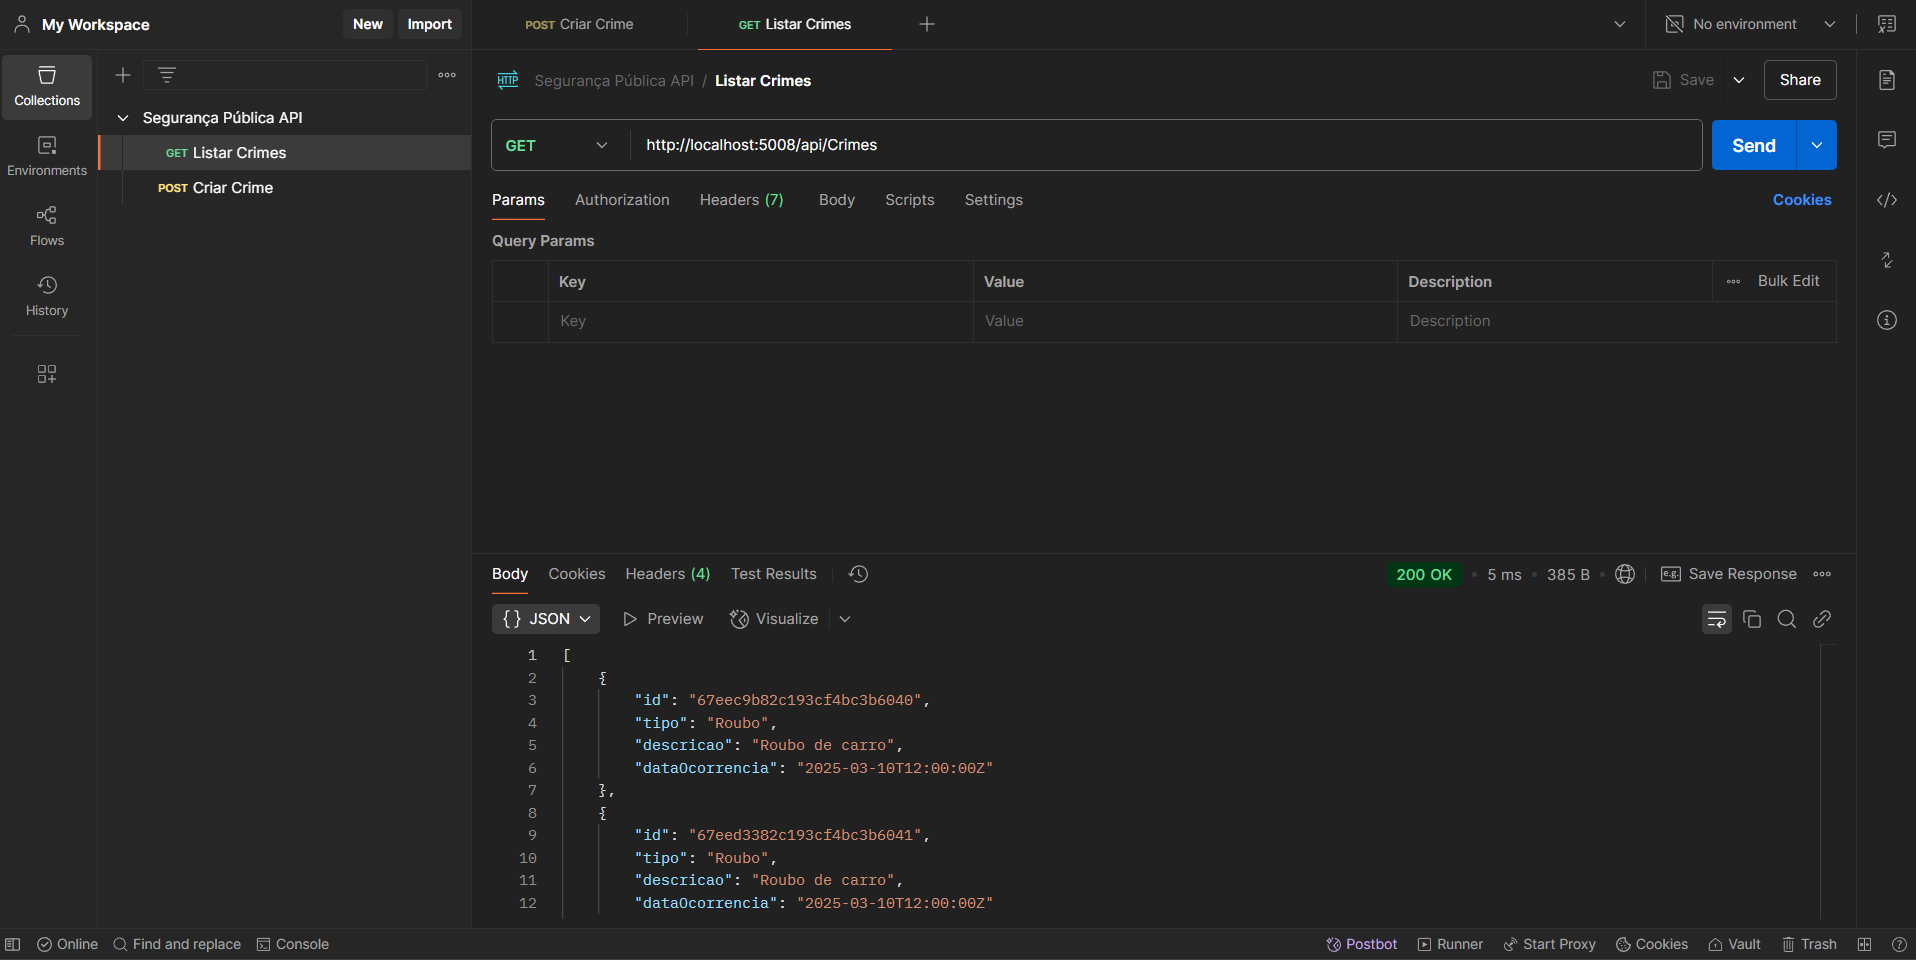 My Workspace
New
Import
POST Criar Crime
GET Listar Crimes
No environment
Collections
Environments
Flows
History
Segurança Pública API
GET Listar Crimes
POST Criar Crime
HTTP Segurança Pública API / Listar Crimes
Save
Share
GET
http://localhost:5008/api/Crimes
Send
Params Authorization Headers (7) Body Scripts Settings
Cookies
Query Params
Key Value Description Bulk Edit
Key Value Description
Body Cookies Headers (4) Test Results
200 OK • 5 ms • 385 B •
e.g. Save Response
{} JSON Preview Visualize
1 [
2 {
3 "id": "67eec9b82c193cf4bc3b6040",
4 "tipo": "Roubo",
5 "descricao": "Roubo de carro",
6 "dataOcorrencia": "2025-03-10T12:00:00Z"
7 },
8 {
9 "id": "67eed3382c193cf4bc3b6041",
10 "tipo": "Roubo",
11 "descricao": "Roubo de carro",
12 "dataOcorrencia": "2025-03-10T12:00:00Z"
Online Find and replace Console
Postbot Runner Start Proxy Cookies Vault Trash